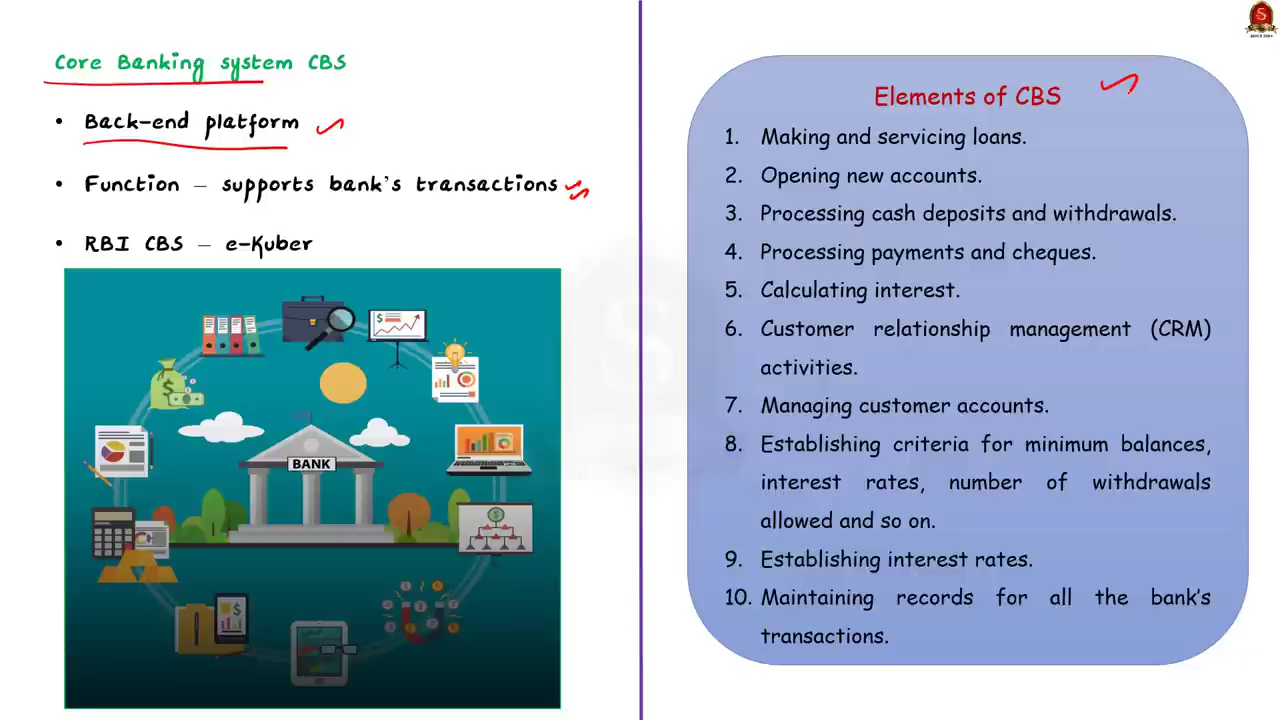 Core Banking system CBS
• Back-end platform
• Function – supports bank's transactions
• RBI CBS – e-Kuber
BANK
Elements of CBS
1. Making and servicing loans.
2. Opening new accounts.
3. Processing cash deposits and withdrawals.
4. Processing payments and cheques.
5. Calculating interest.
6. Customer relationship management (CRM)
activities.
7. Managing customer accounts.
8. Establishing criteria for minimum balances,
interest rates, number of withdrawals
allowed and so on.
9. Establishing interest rates.
10. Maintaining records for all the bank's
transactions.